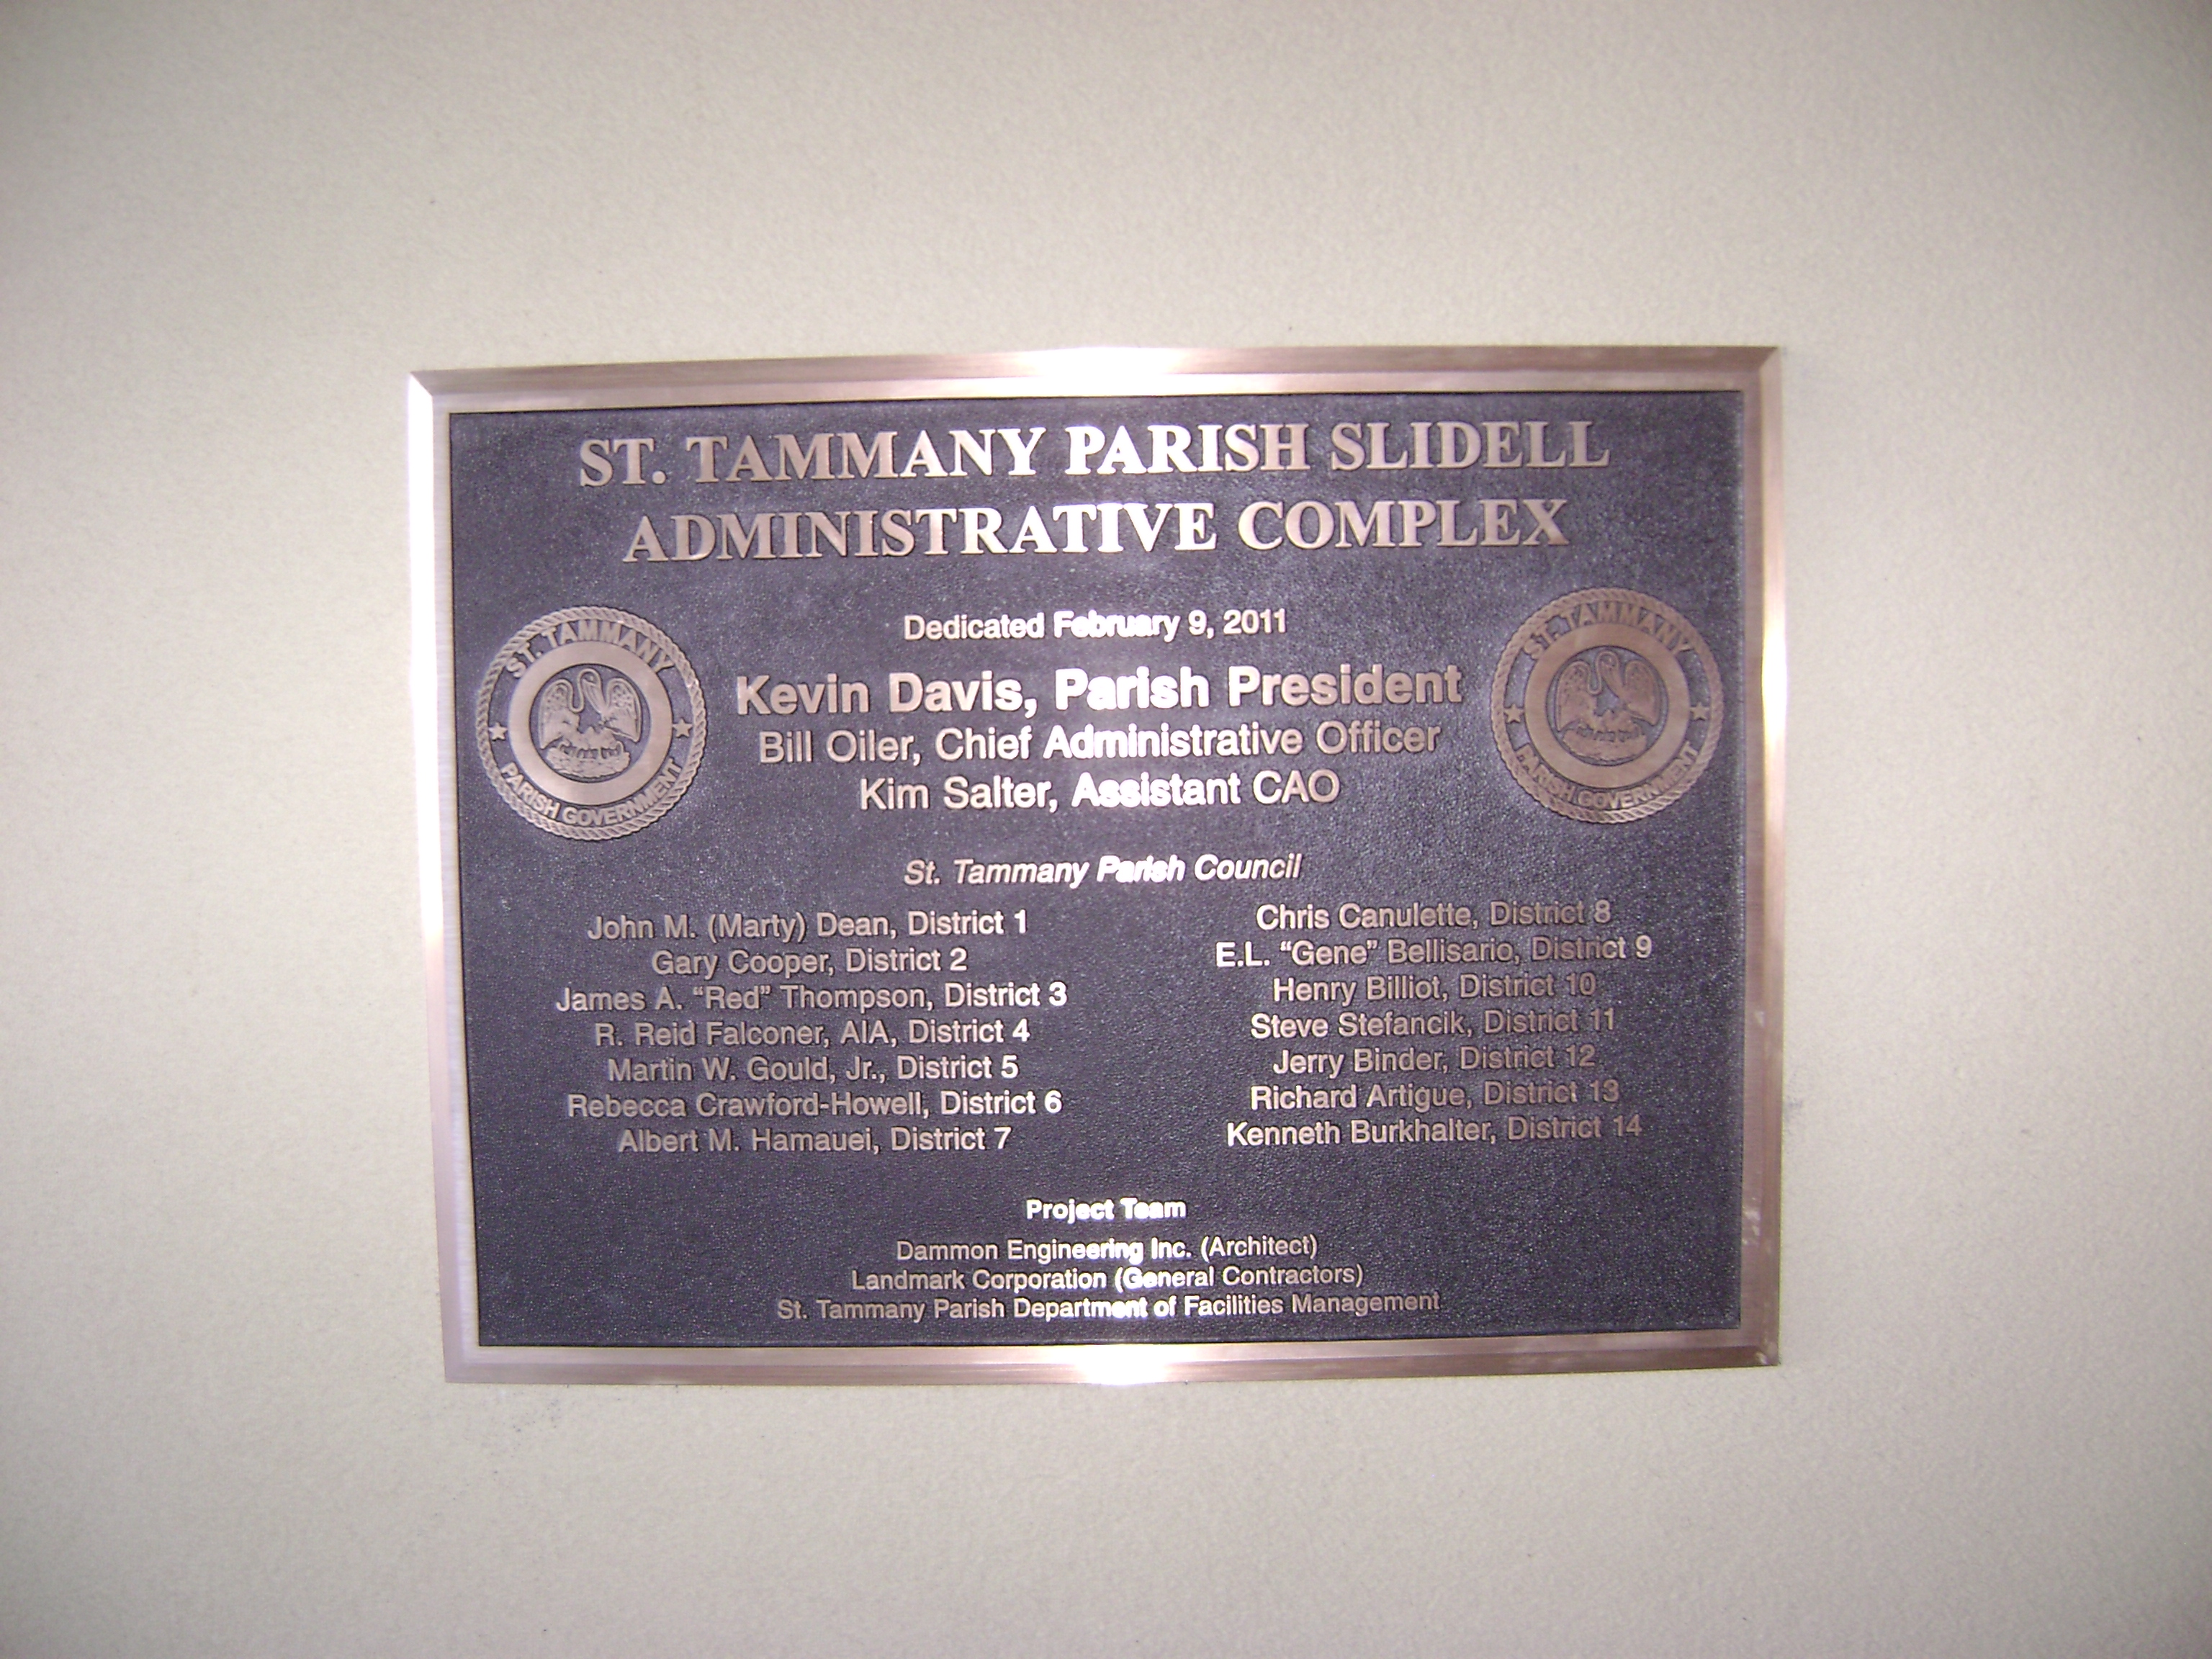 ST. TAMMANY PARISH SLIDELL
ADMINISTRATIVE COMPLEX
Dedicated February 9, 2011
ST. TAMMANY
PARISH GOVERNMENT
Kevin Davis, Parish President
Bill Oiler, Chief Administrative Officer
Kim Salter, Assistant CAO
ST. TAMMANY
PARISH GOVERNMENT
St. Tammany Parish Council
John M. (Marty) Dean, District 1
Gary Cooper, District 2
James A. “Red” Thompson, District 3
R. Reid Falconer, AIA, District 4
Martin W. Gould, Jr., District 5
Rebecca Crawford-Howell, District 6
Albert M. Hamauei, District 7
Chris Canulette, District 8
E.L. “Gene” Bellisario, District 9
Henry Billiot, District 10
Steve Stefancik, District 11
Jerry Binder, District 12
Richard Artigue, District 13
Kenneth Burkhalter, District 14
Project Team
Dammon Engineering Inc. (Architect)
Landmark Corporation (General Contractors)
St. Tammany Parish Department of Facilities Management